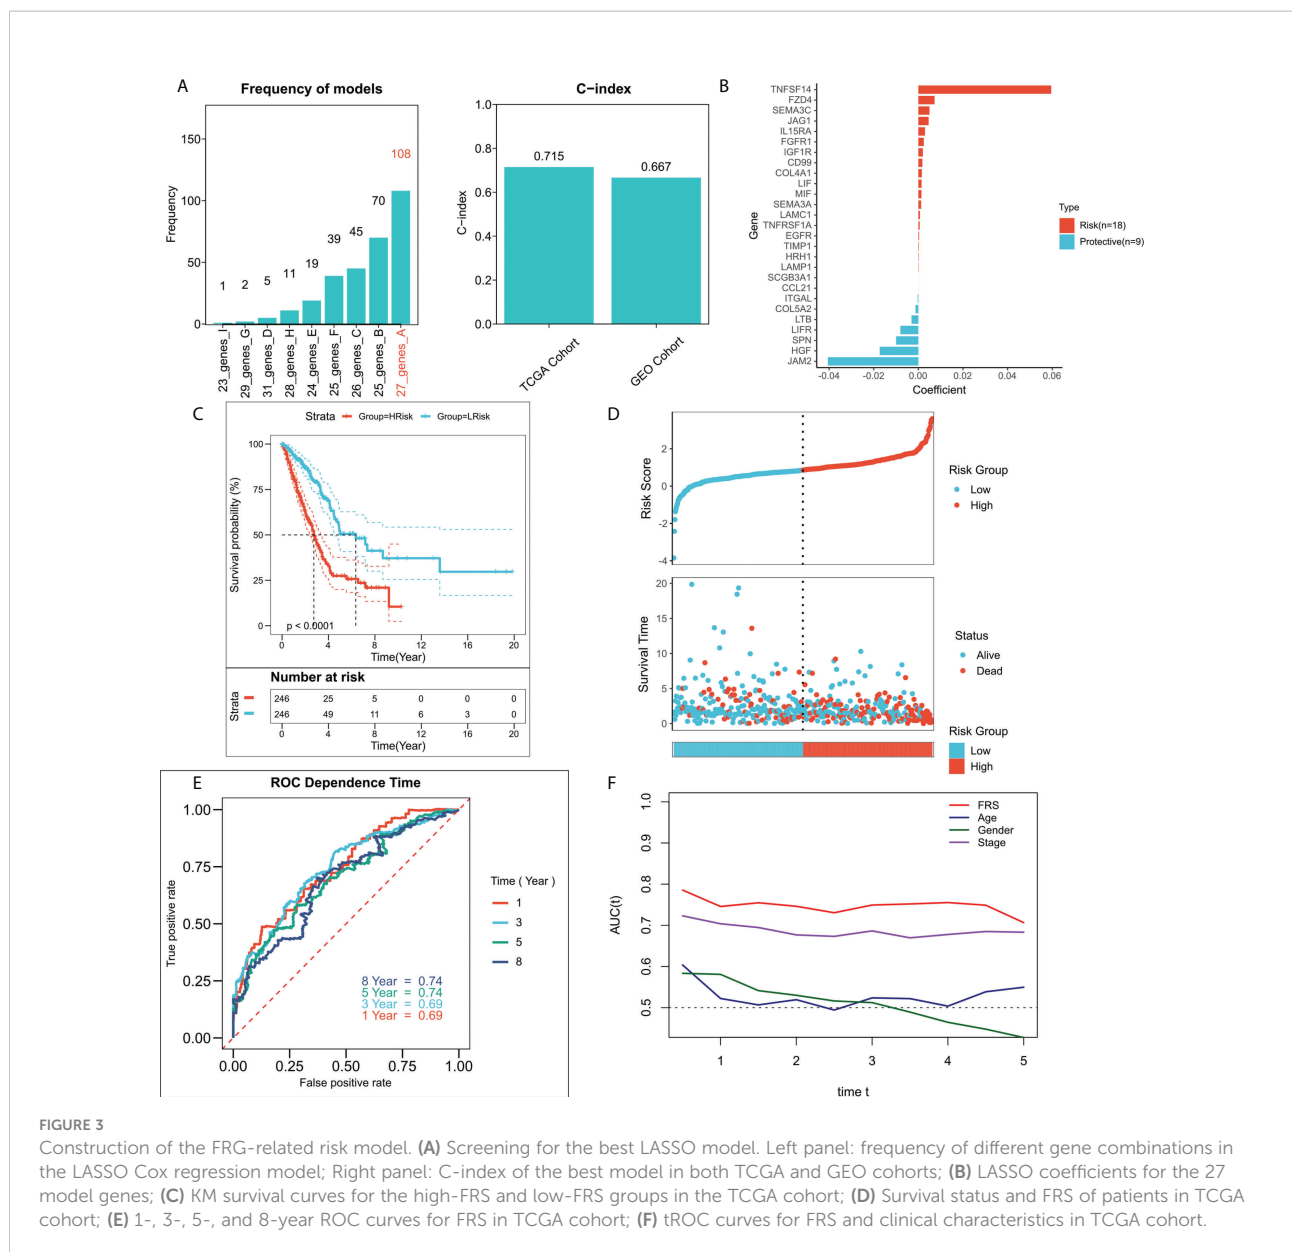 A
Frequency of models
Frequency
150
100
50
0
1
2
5
11
19
39
45
70
108
23_genes_I
29_genes_G
31_genes_D
28_genes_H
24_genes_E
25_genes_F
26_genes_C
25_genes_B
27_genes_A
C-index
C-index
1.0
0.8
0.6
0.4
0.2
0.0
0.715
0.667
TCGA Cohort
GEO Cohort
B
Gene
TNFSF14
FZD4
SEMA3C
JAG1
IL15RA
FGFR1
IGF1R
CD99
COL4A1
LIF
MIF
SEMA3A
LAMC1
TNFRSF1A
EGFR
TIMP1
HRH1
LAMP1
SCGB3A1
CCL21
ITGAL
COL5A2
LTB
LIFR
SPN
HGF
JAM2
-0.04 -0.02 0.00 0.02 0.04 0.06
Coefficient
Type
Risk(n=18)
Protective(n=9)
C
Strata Group=HRisk Group=LRisk
Survival probability (%)
100
75
50
25
0
p < 0.0001
0 4 8 12 16 20
Time(Year)
Number at risk
Strata
246 25 5 0 0 0
246 49 11 6 3 0
0 4 8 12 16 20
Time(Year)
D
Risk Score
2
0
-2
-4
Risk Group
Low
High
Survival Time
20
15
10
5
0
Status
Alive
Dead
Risk Group
Low
High
E
ROC Dependence Time
True positive rate
1.00
0.75
0.50
0.25
0.00
8 Year = 0.74
5 Year = 0.74
3 Year = 0.69
1 Year = 0.69
0.00 0.25 0.50 0.75 1.00
False positive rate
Time ( Year )
1
3
5
8
F
AUC(t)
1.0
0.9
0.8
0.7
0.6
0.5
FRS
Age
Gender
Stage
1 2 3 4 5
time t
FIGURE 3
Construction of the FRG-related risk model. (A) Screening for the best LASSO model. Left panel: frequency of different gene combinations in
the LASSO Cox regression model; Right panel: C-index of the best model in both TCGA and GEO cohorts; (B) LASSO coefficients for the 27
model genes; (C) KM survival curves for the high-FRS and low-FRS groups in the TCGA cohort; (D) Survival status and FRS of patients in TCGA
cohort; (E) 1-, 3-, 5-, and 8-year ROC curves for FRS in TCGA cohort; (F) tROC curves for FRS and clinical characteristics in TCGA cohort.